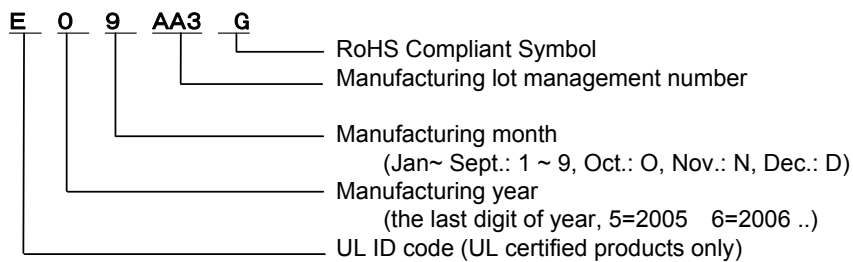 E 0 9 AA3 G
RoHS Compliant Symbol
Manufacturing lot management number
Manufacturing month
(Jan~ Sept.: 1 ~ 9, Oct.: O, Nov.: N, Dec.: D)
Manufacturing year
(the last digit of year, 5=2005 6=2006 ..)
UL ID code (UL certified products only)